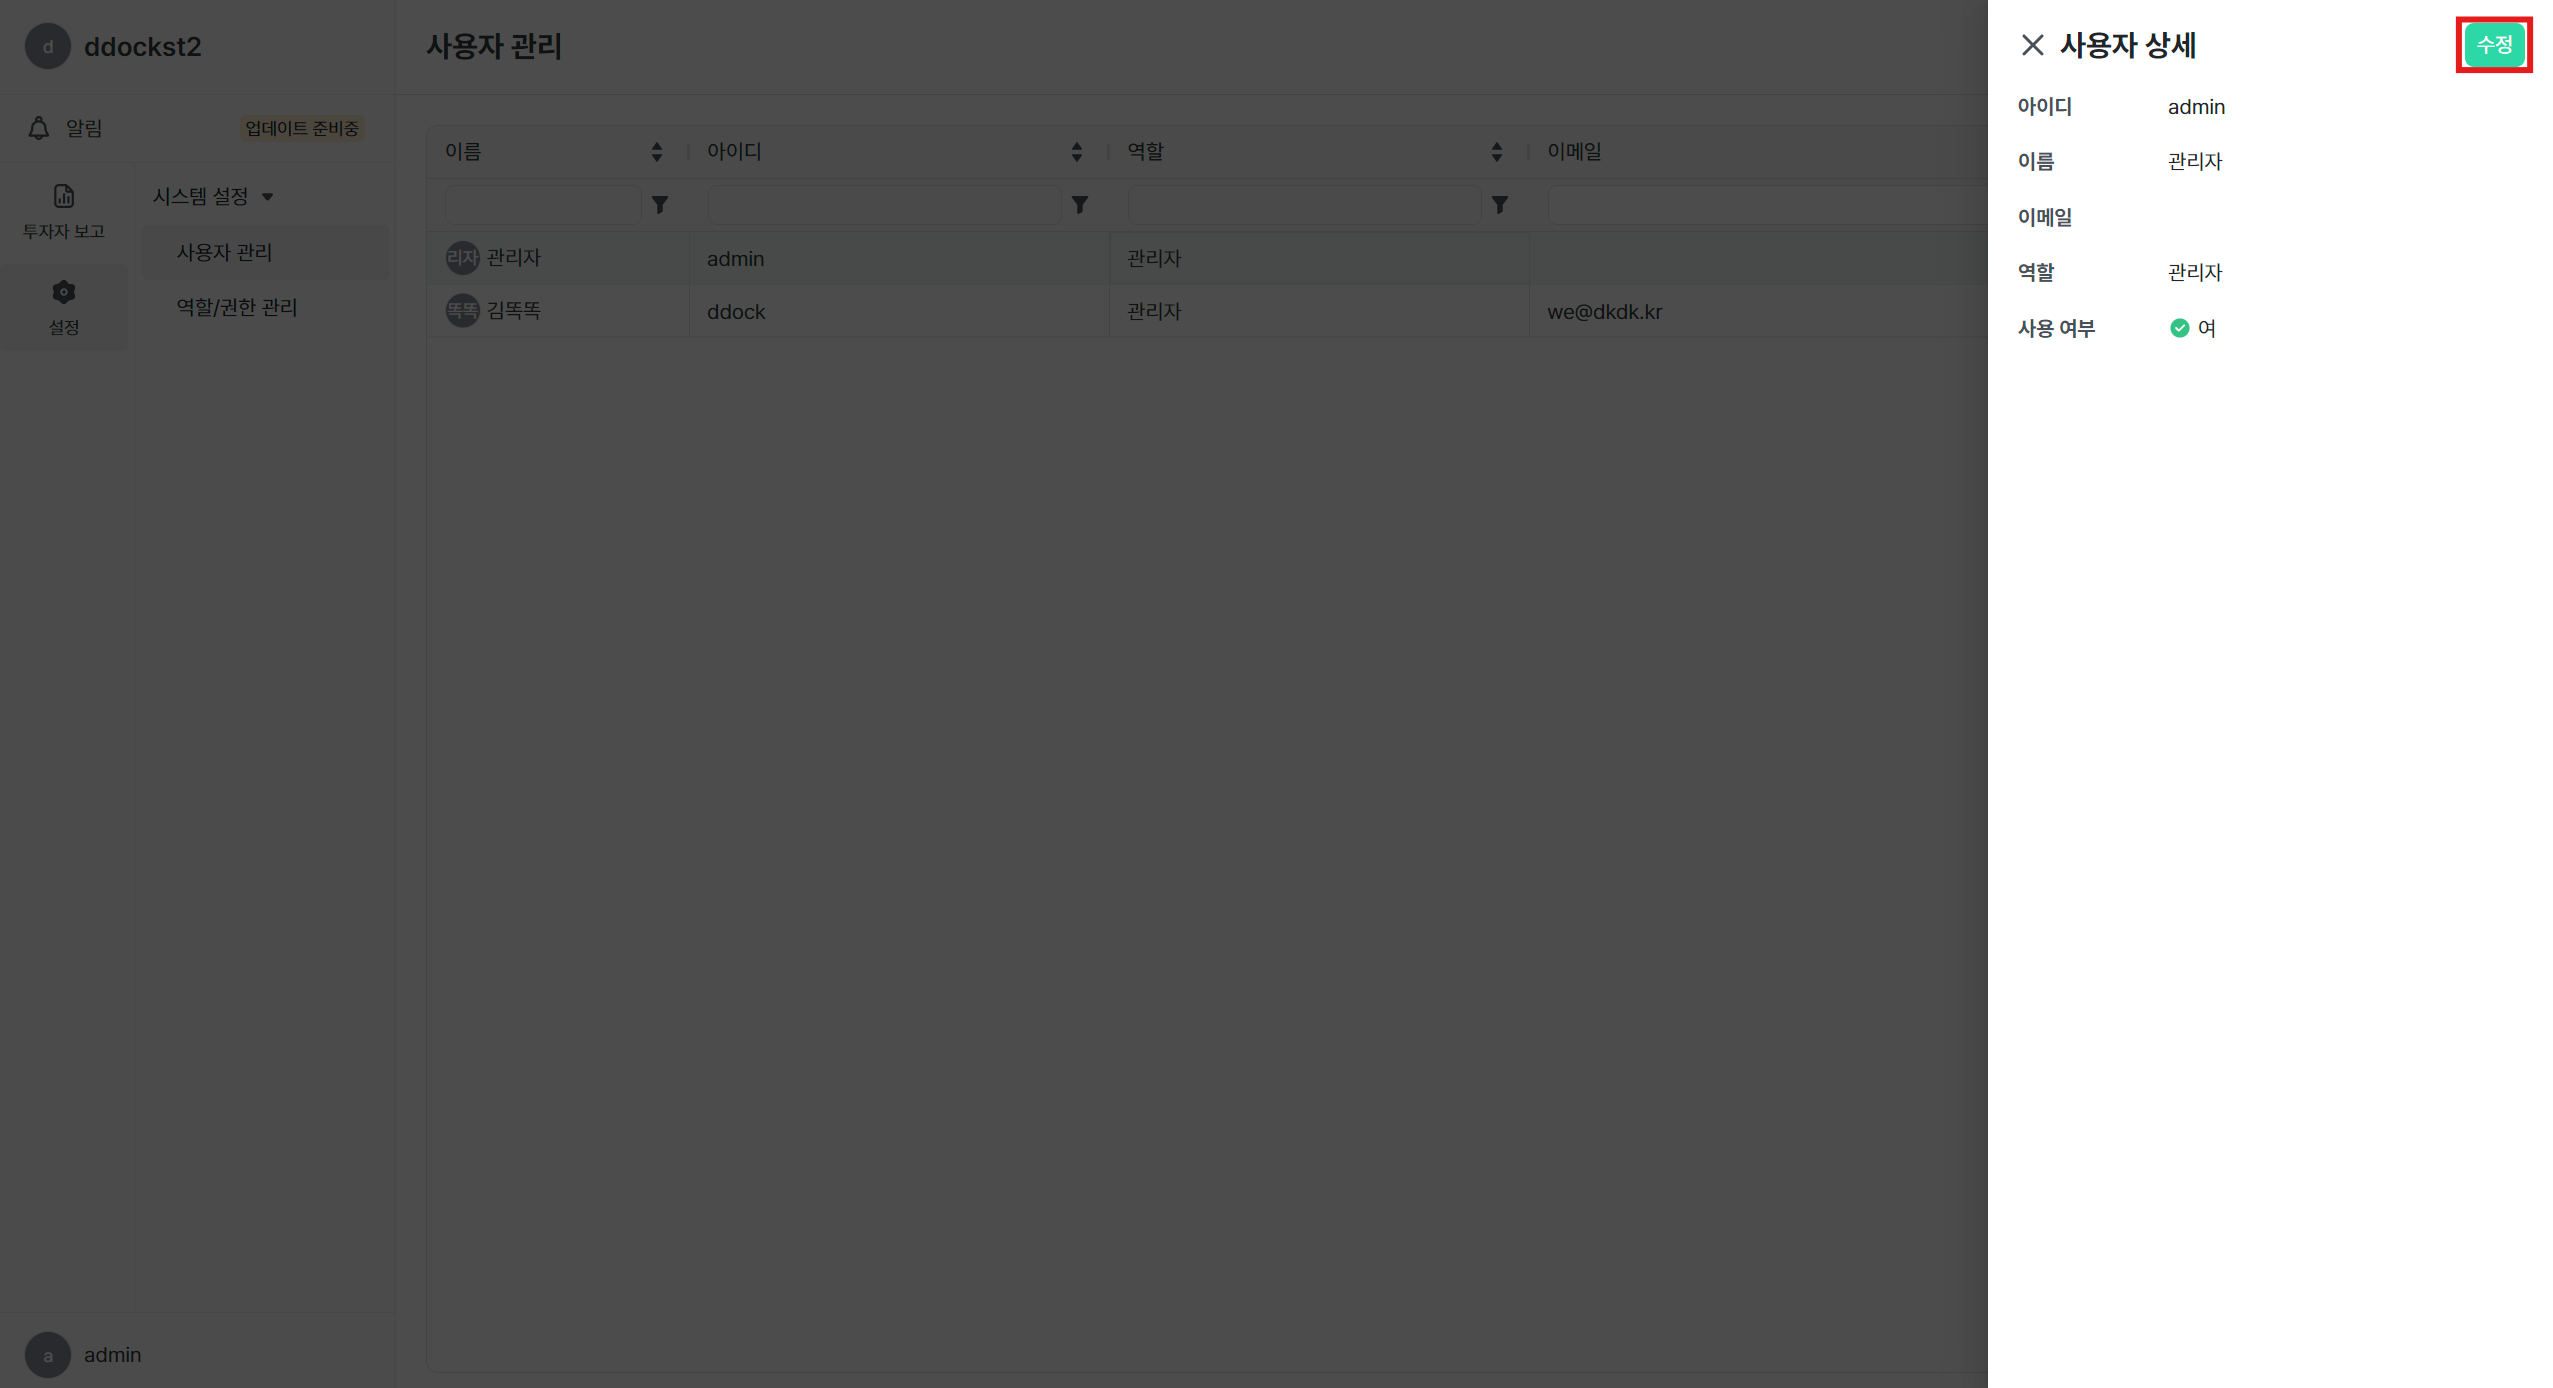 d ddockst2
알림 업데이트 준비중
투자자 보고
설정
시스템 설정
사용자 관리
역할/권한 관리
a admin
사용자 관리
이름 아이디 역할 이메일
리자 관리자 admin 관리자
똑똑 김똑똑 ddock 관리자 we@dkdk.kr
사용자 상세 수정
아이디 admin
이름 관리자
이메일
역할 관리자
사용 여부 여